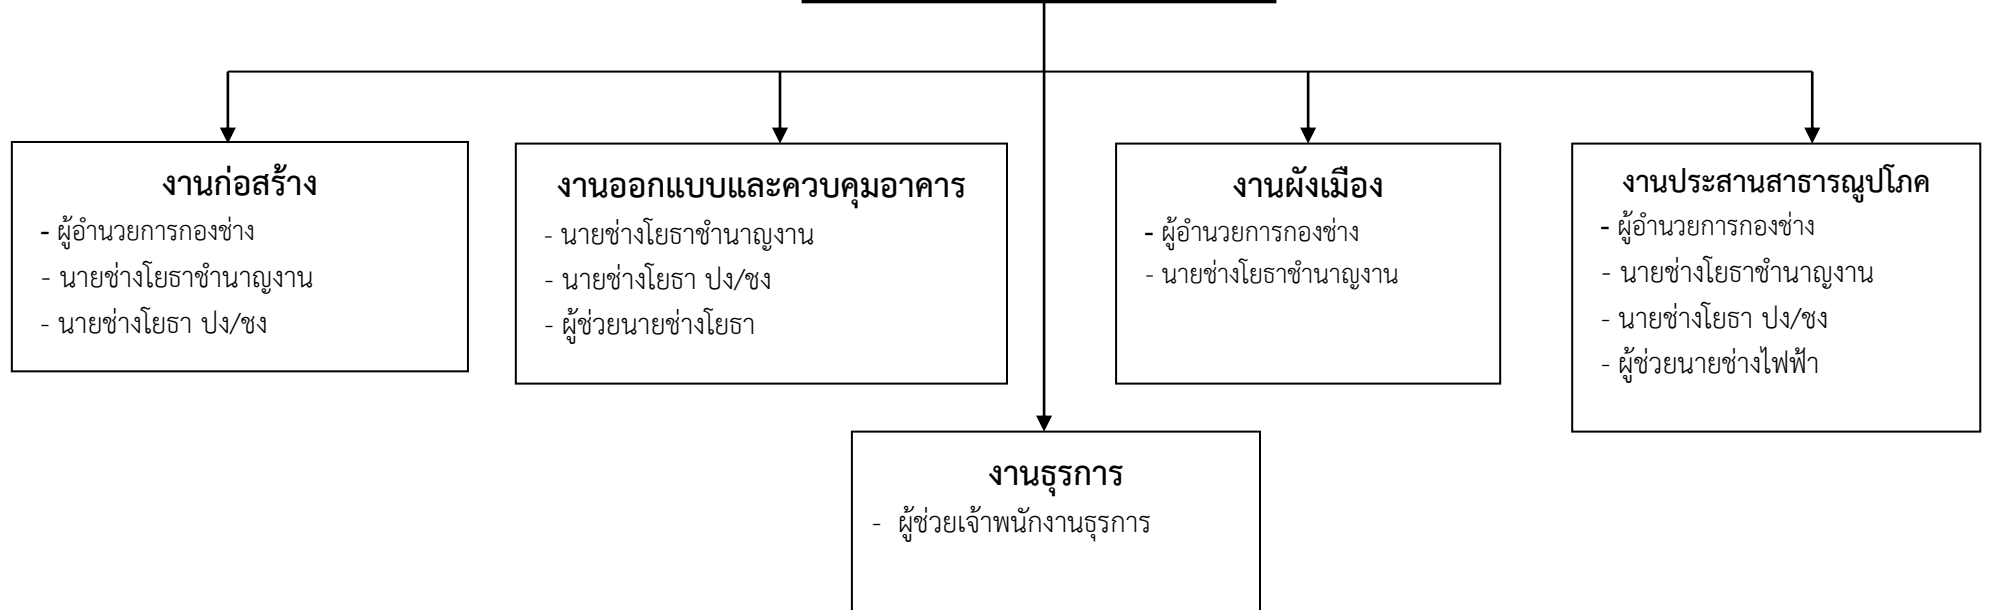 งานก่อสร้าง
- ผู้อำนวยการกองช่าง
- นายช่างโยธาชำนาญงาน
- นายช่างโยธา ปง/ชง
งานออกแบบและควบคุมอาคาร
- นายช่างโยธาชำนาญงาน
- นายช่างโยธา ปง/ชง
- ผู้ช่วยนายช่างโยธา
งานผังเมือง
- ผู้อำนวยการกองช่าง
- นายช่างโยธาชำนาญงาน
งานประสานสาธารณูปโภค
- ผู้อำนวยการกองช่าง
- นายช่างโยธาชำนาญงาน
- นายช่างโยธา ปง/ชง
- ผู้ช่วยนายช่างไฟฟ้า
งานธุรการ
- ผู้ช่วยเจ้าพนักงานธุรการ